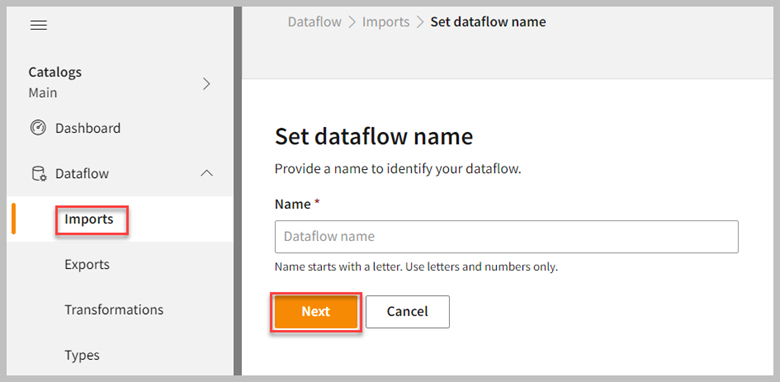 Catalogs
Main
Dashboard
Dataflow
Imports
Exports
Transformations
Types
Dataflow > Imports > Set dataflow name
Set dataflow name
Provide a name to identify your dataflow.
Name *
Dataflow name
Name starts with a letter. Use letters and numbers only.
Next Cancel